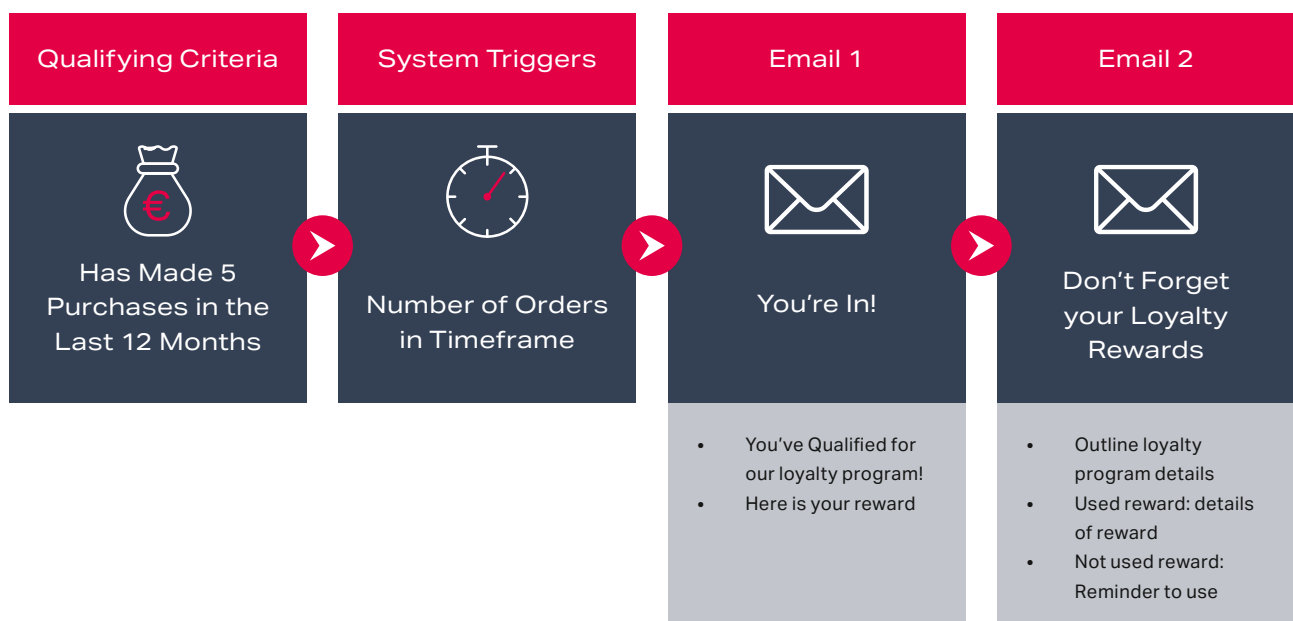 Qualifying Criteria
System Triggers
Email 1
Email 2
€
Has Made 5
Purchases in the
Last 12 Months
Number of Orders
in Timeframe
You're In!
Don't Forget
your Loyalty
Rewards
• You've Qualified for
our loyalty program!
• Here is your reward
• Outline loyalty
program details
• Used reward: details
of reward
• Not used reward:
Reminder to use